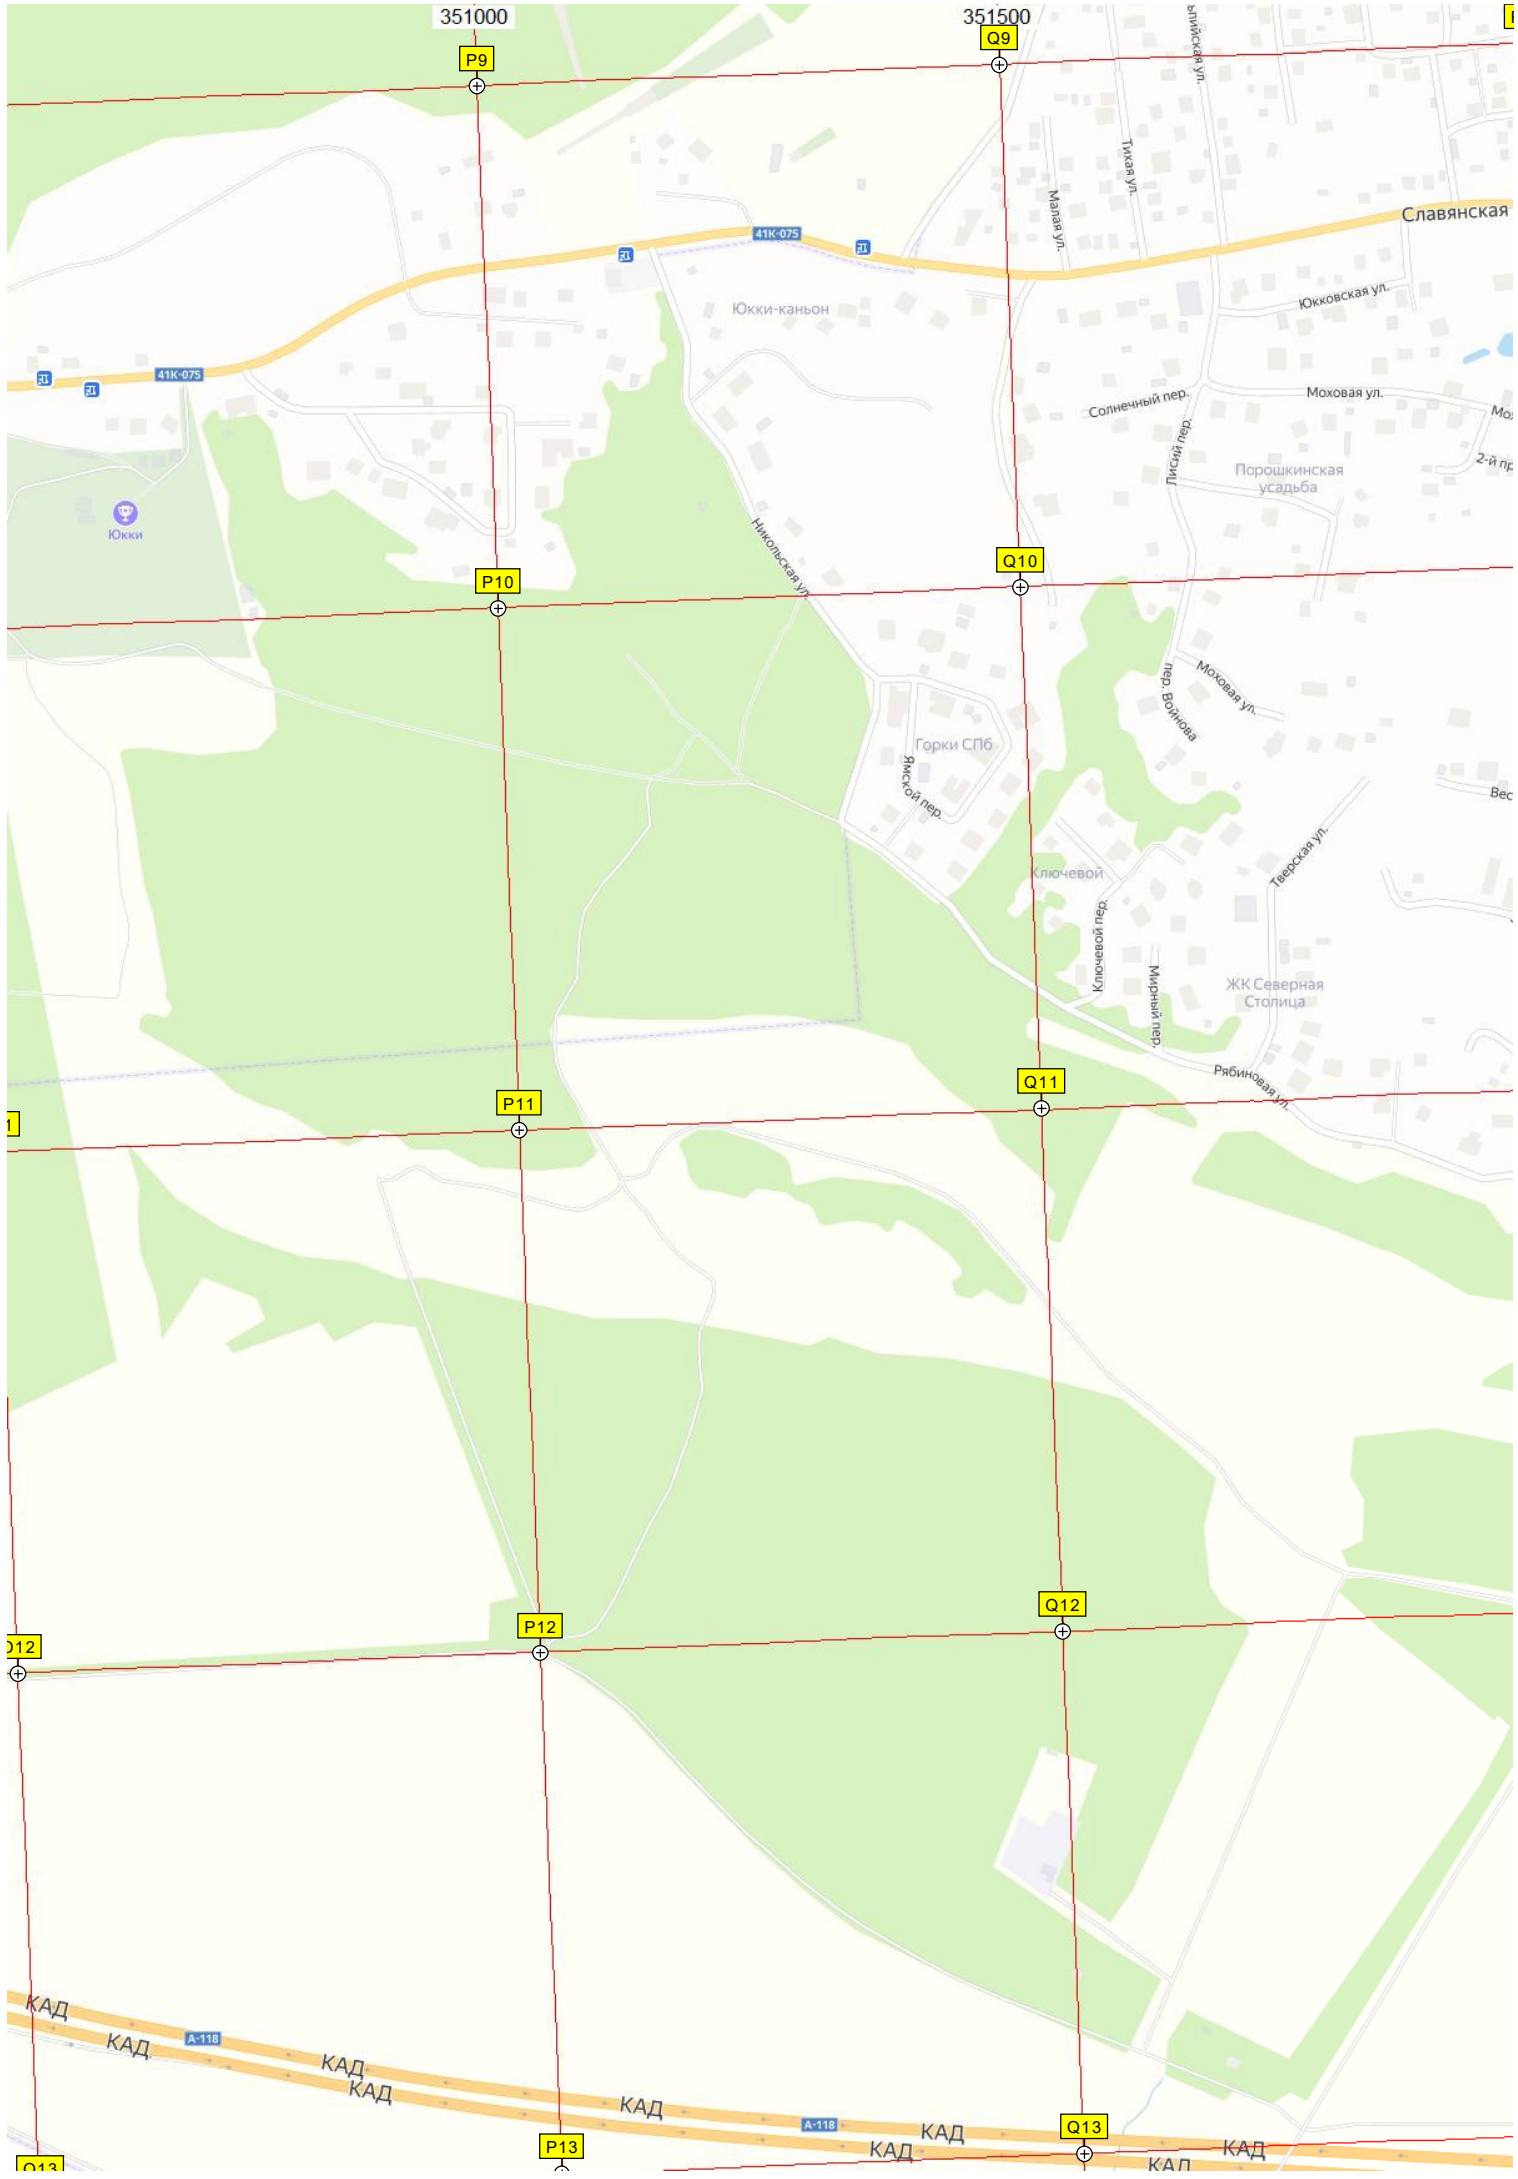 351000
351500
P9
Q9
Тихая ул.
Малая ул.
Славянская
41К-075
Юкки-каньон
Юкковская ул.
41К-075
Солнечный пер.
Моховая ул.
Лисий пер.
Порошкинская
усадьба
Юкки
Никольская ул.
P10
Q10
Моховая ул.
пер. Войнова
Горки СПб
Ямской пер.
Тверская ул.
Ключевой
Ключевой пер.
Мирный пер.
ЖК Северная
Столица
Рябиновая ул.
P11
Q11
P12
Q12
КАД
КАД
А-118
КАД
КАД
КАД
А-118
КАД
КАД
КАД
КАД
P13
Q13